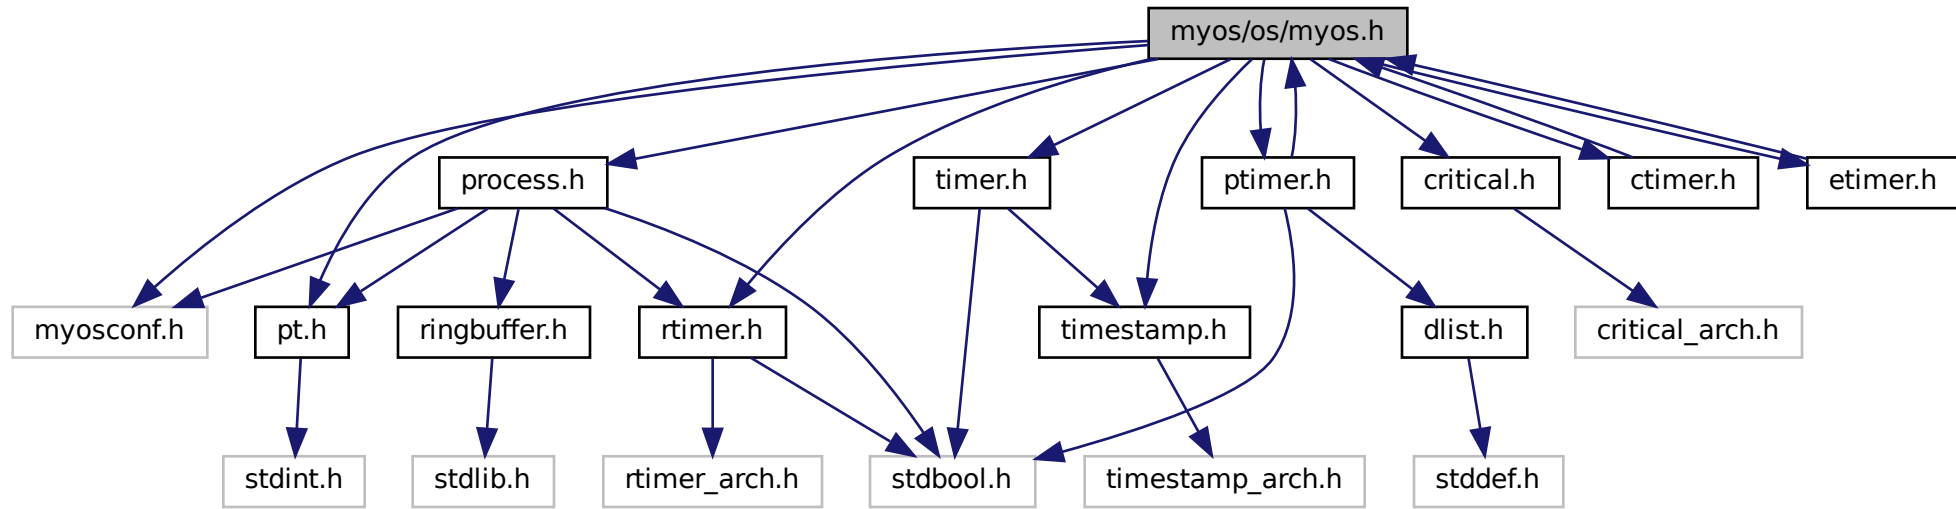 myos/os/myos.h
process.h
timer.h
ptimer.h
critical.h
ctimer.h
etimer.h
myosconf.h
pt.h
ringbuffer.h
rtimer.h
timestamp.h
dlist.h
critical_arch.h
stdint.h
stdlib.h
rtimer_arch.h
stdbool.h
timestamp_arch.h
stddef.h